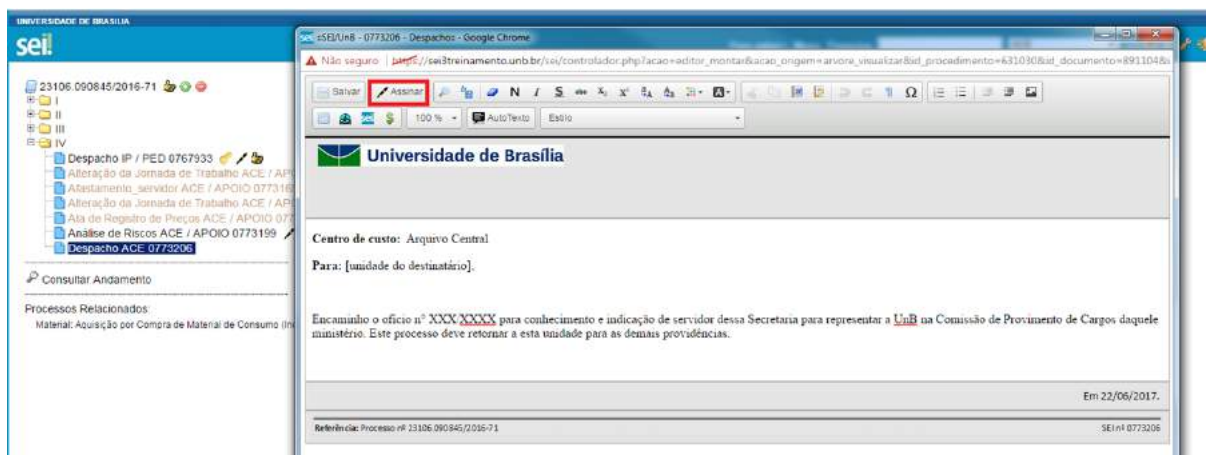 UNIVERSIDADE DE BRASÍLIA
sei!
23106.090845/2016-71
I
II
III
IV
Despacho IP / PED 0767933
Alteração da Jornada de Trabalho ACE / AP
Afastamento_servidor ACE / APOIO 077316
Alteração da Jornada de Trabalho ACE / AP
Ata de Registro de Preços ACE / APOIO 077
Análise de Riscos ACE / APOIO 0773199
Despacho ACE 0773206
Consultar Andamento
Processos Relacionados:
Material: Aquisição por Compra de Material de Consumo (In
::SEI/UnB - 0773206 - Despacho:: - Google Chrome
Não seguro | https://sei3treinamento.unb.br/sei/controlador.php?acao=editor_montar&acao_origem=arvore_visualizar&id_procedimento=631030&id_documento=891104&
Salvar Assinar N I S
100 % AutoTexto Estilo
Universidade de Brasília
Centro de custo: Arquivo Central
Para: [unidade do destinatário].
Encaminho o ofício nº XXX/XXXX para conhecimento e indicação de servidor dessa Secretaria para representar a UnB na Comissão de Provimento de Cargos daquele
ministério. Este processo deve retornar a esta unidade para as demais providências.
Em 22/06/2017.
Referência: Processo nº 23106.090845/2016-71 SEI nº 0773206